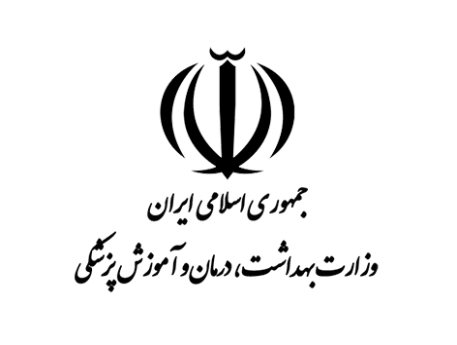 جمهوری اسلامی ایران
وزارت بهداشت، درمان و آموزش پزشکی